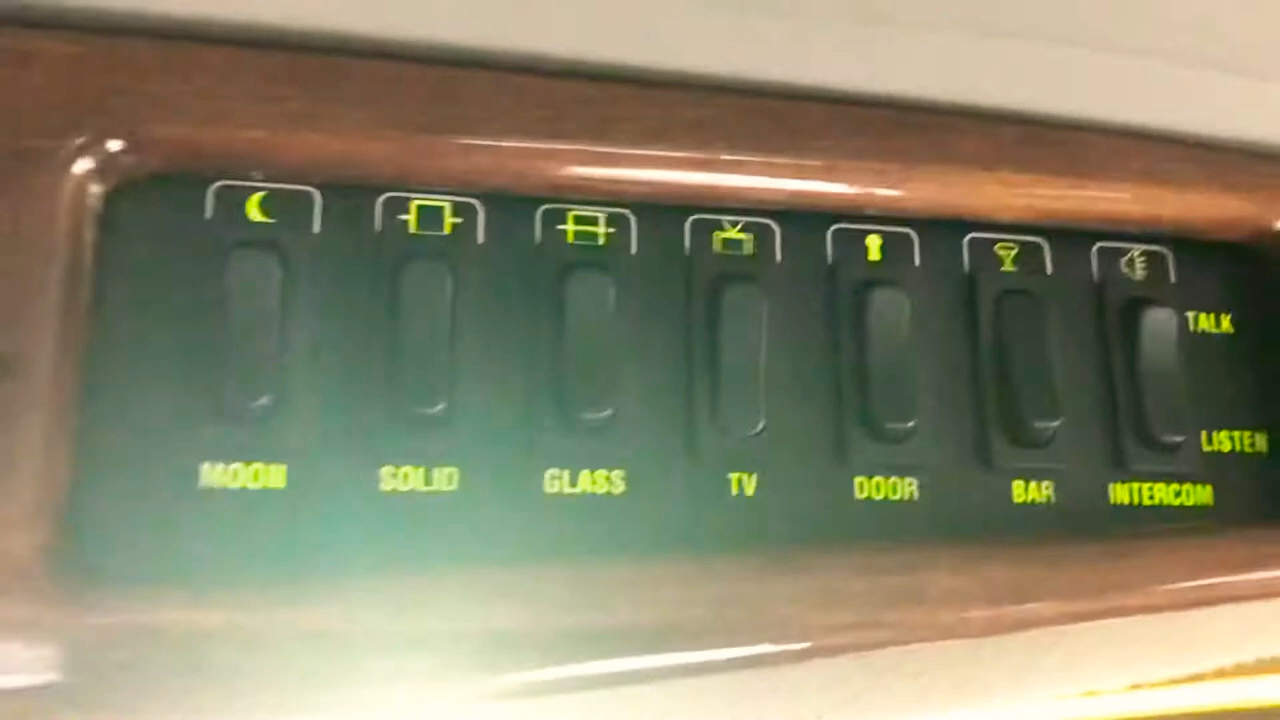 TALK
LISTEN
MOON
SOLID
GLASS
TV
DOOR
BAR
INTERCOM